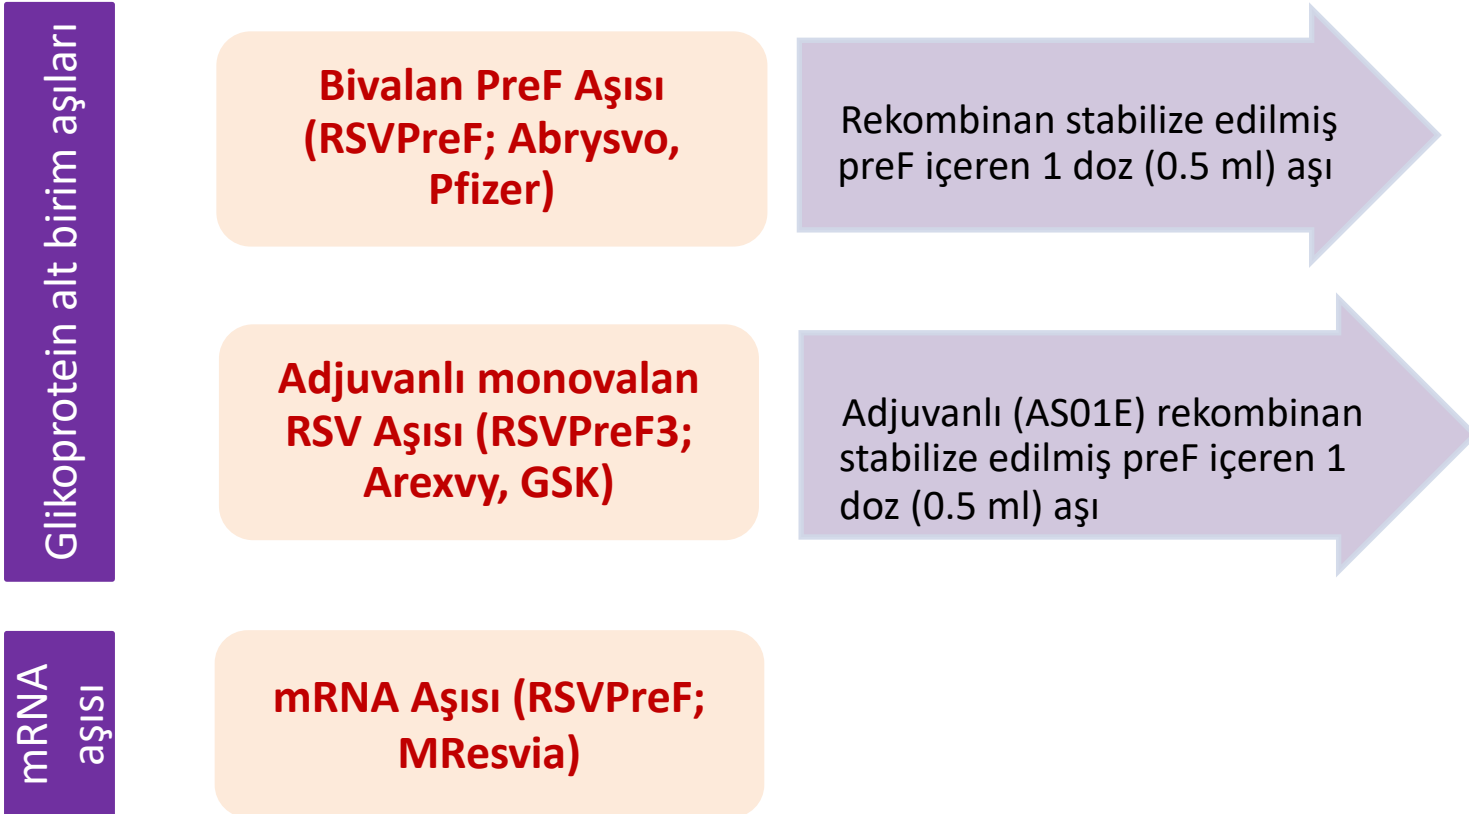 Glikoprotein alt birim aşıları
Bivalan PreF Aşısı
(RSVPreF; Abrysvo,
Pfizer)
Rekombinan stabilize edilmiş
preF içeren 1 doz (0.5 ml) aşı
Adjuvanlı monovalan
RSV Aşısı (RSVPreF3;
Arexvy, GSK)
Adjuvanlı (AS01E) rekombinan
stabilize edilmiş preF içeren 1
doz (0.5 ml) aşı
mRNA
aşısı
mRNA Aşısı (RSVPreF;
MResvia)